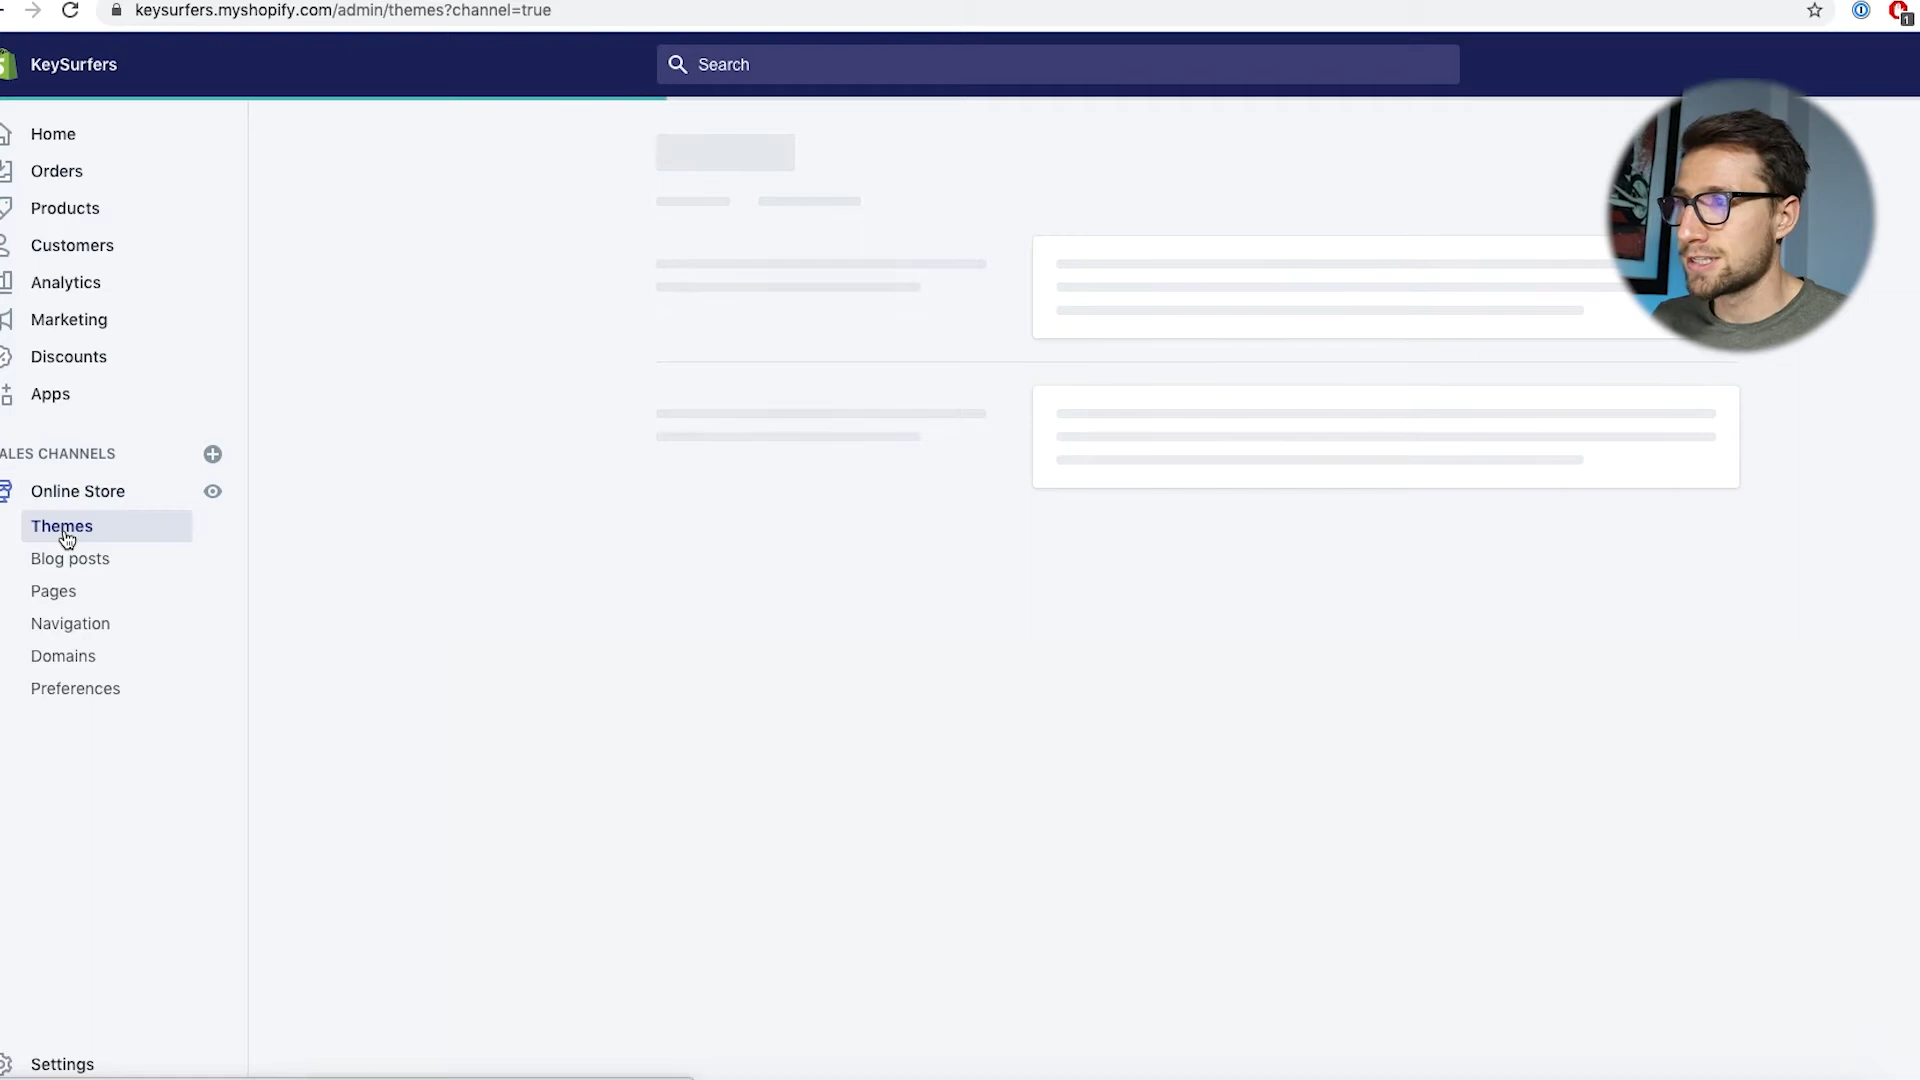 keysurfers.myshopify.com/admin/themes?channel=true
1
KeySurfers
Search
Home
Orders
Products
Customers
Analytics
Marketing
Discounts
Apps
ALES CHANNELS
Online Store
Themes
Blog posts
Pages
Navigation
Domains
Preferences
Settings